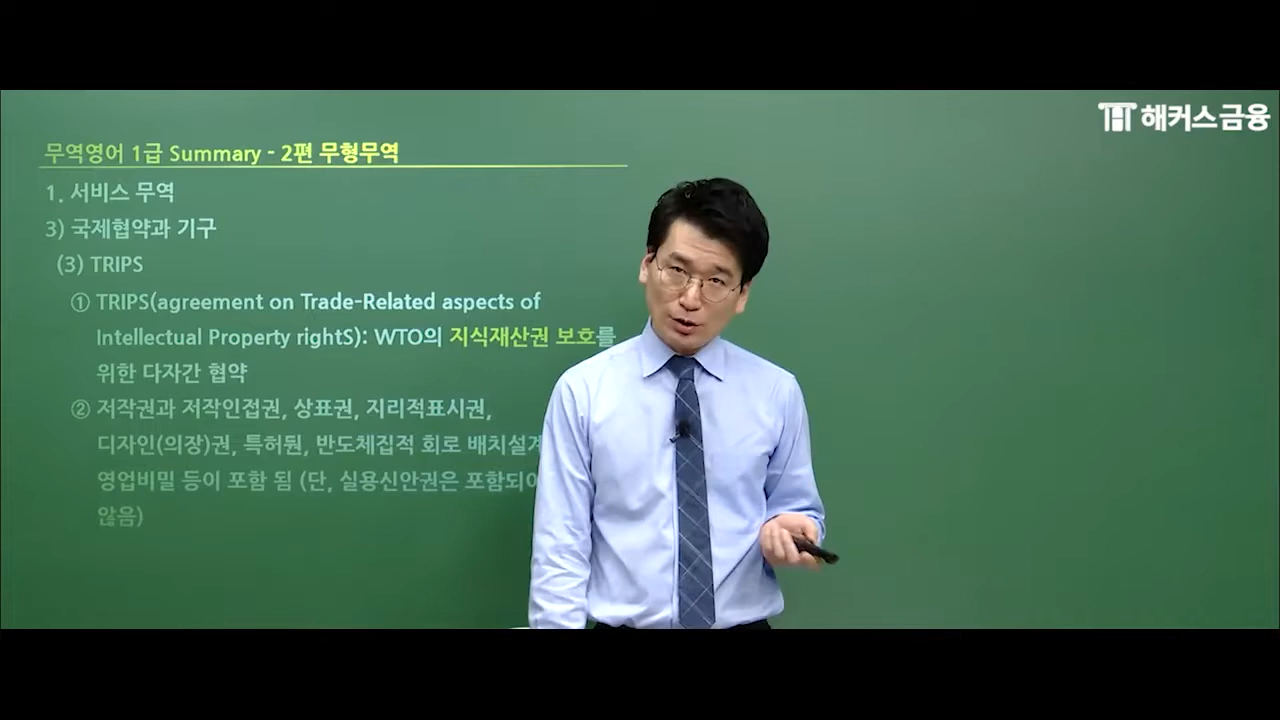 해커스금융
무역영어 1급 Summary - 2편 무형무역
1. 서비스 무역
3) 국제협약과 기구
(3) TRIPS
① TRIPS(agreement on Trade-Related aspects of
Intellectual Property rightS): WTO의 지식재산권 보호를
위한 다자간 협약
② 저작권과 저작인접권, 상표권, 지리적표시권,
디자인(의장)권, 특허권, 반도체집적 회로 배치설계
영업비밀 등이 포함 됨 (단, 실용신안권은 포함되어
않음)